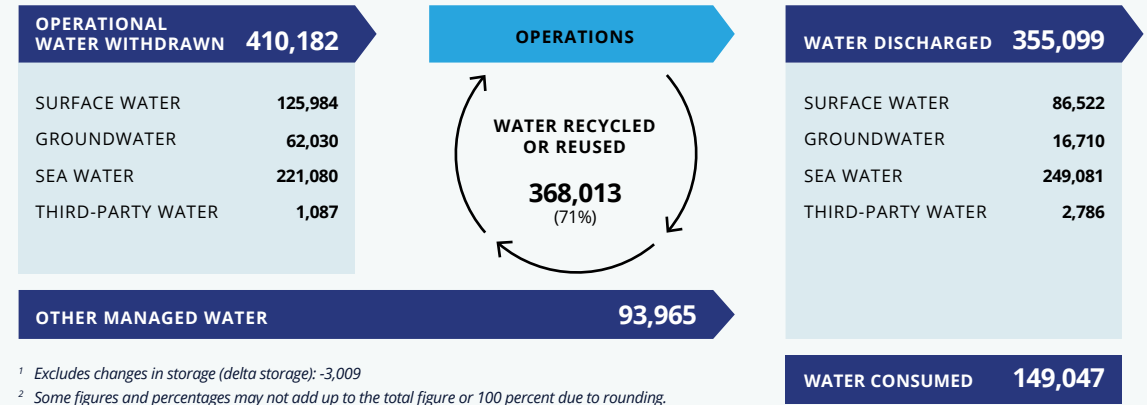 OPERATIONAL
WATER WITHDRAWN 410,182
SURFACE WATER 125,984
GROUNDWATER 62,030
SEA WATER 221,080
THIRD-PARTY WATER 1,087
OPERATIONS
WATER RECYCLED
OR REUSED
368,013
(71%)
WATER DISCHARGED 355,099
SURFACE WATER 86,522
GROUNDWATER 16,710
SEA WATER 249,081
THIRD-PARTY WATER 2,786
OTHER MANAGED WATER 93,965
WATER CONSUMED 149,047
1 Excludes changes in storage (delta storage): -3,009
2 Some figures and percentages may not add up to the total figure or 100 percent due to rounding.